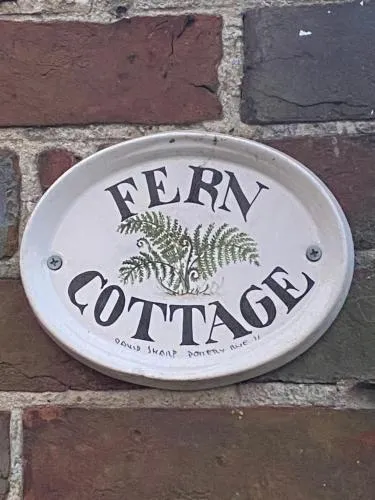 FERN
COTTAGE
DAVID SHARP POTTERY RYE